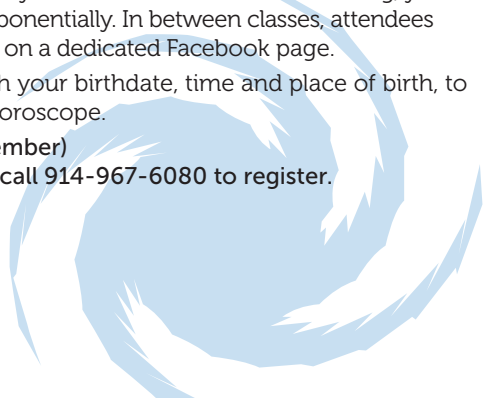 ponentially. In between classes, attendees
on a dedicated Facebook page.
your birthdate, time and place of birth, to
oroscope.
ember)
call 914-967-6080 to register.